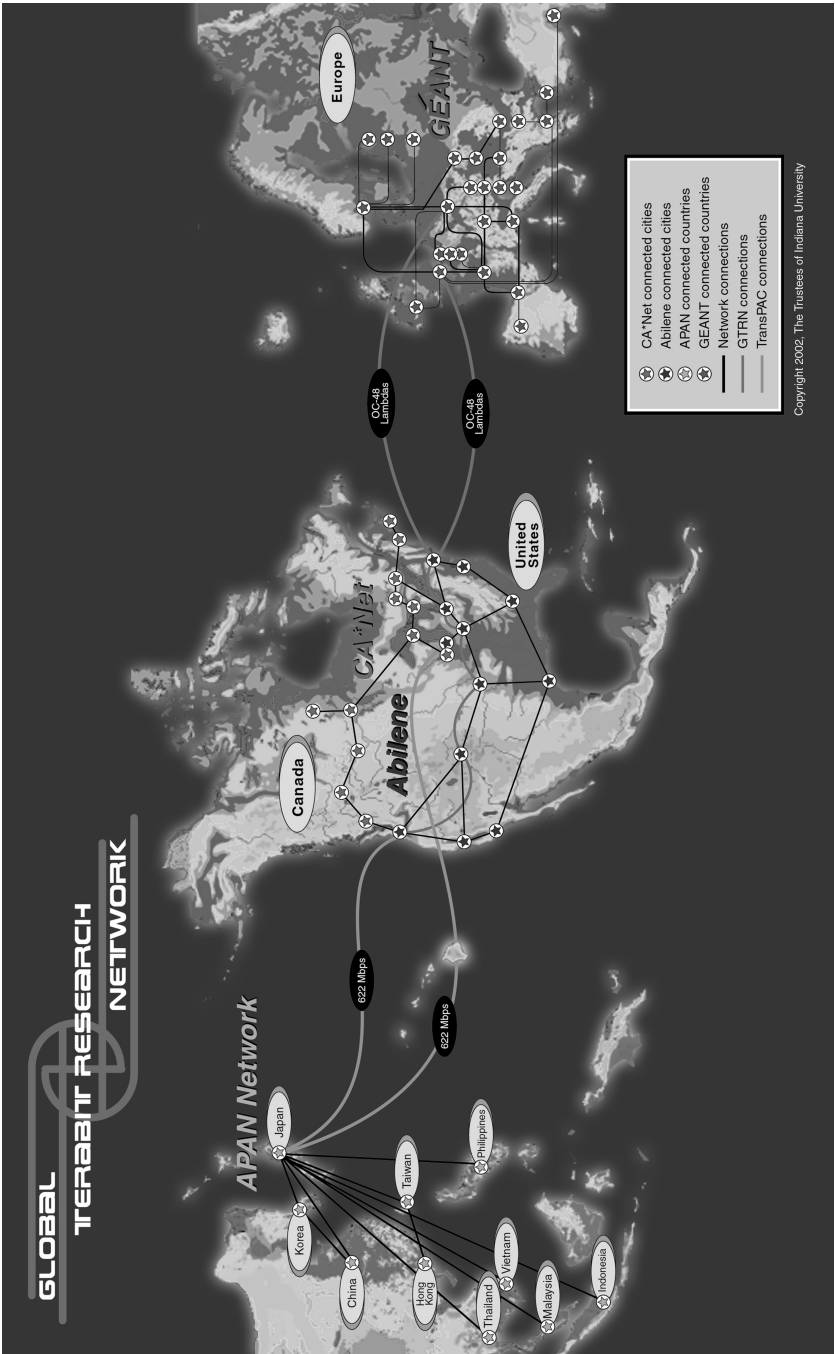 GLOBAL
TERABIT RESEARCH
NETWORK
APAN Network
Japan
Korea
China
Taiwan
Hong
Kong
Philippines
Thailand
Vietnam
Malaysia
Indonesia
622 Mbps
622 Mbps
Canada
CA*Net
Abilene
United
States
OC-48
Lambdas
OC-48
Lambdas
Europe
GÉANT
CA*Net connected cities
Abilene connected cities
APAN connected countries
GEANT connected countries
Network connections
GTRN connections
TransPAC connections
Copyright 2002, The Trustees of Indiana University